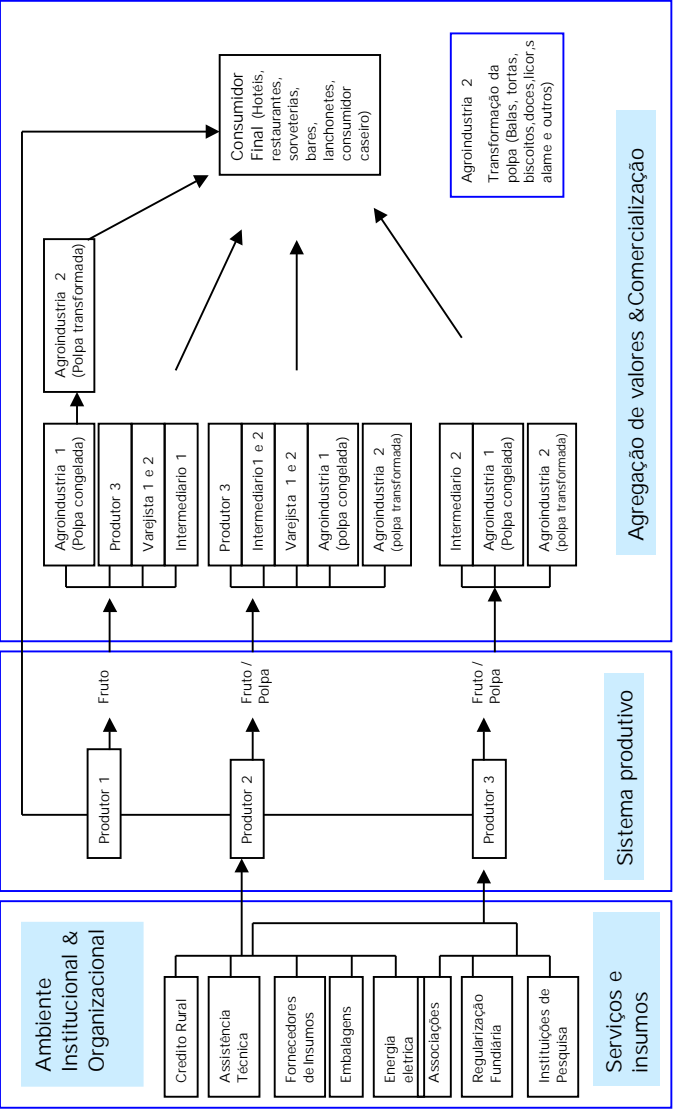 Ambiente
Institucional &
Organizacional
Credito Rural
Assistência
Técnica
Fornecedores
de Insumos
Embalagens
Energia
eletrica
Associações
Regularização
Fundiária
Instituições de
Pesquisa
Serviços e
insumos
Produtor 1
Fruto
Produtor 2
Fruto /
Polpa
Produtor 3
Fruto /
Polpa
Sistema produtivo
Agroindustria 1
(Polpa congelada)
Produtor 3
Varejista 1 e 2
Intermediario 1
Produtor 3
Intermediario1 e 2
Varejista 1 e 2
Agroindustria 1
(polpa congelada)
Agroindustria 2
(polpa transformada)
Intermediario 2
Agroindustria 1
(Polpa congelada)
Agroindustria 2
(polpa transformada)
Agroindustria 2
(Polpa transformada)
Consumidor
Final (Hotéis,
restaurantes,
sorveterias,
bares,
lanchonetes,
consumidor
caseiro)
Agroindustria 2
Transformação da
polpa (Balas, tortas,
biscoitos,doces,licor,s
alame e outros)
Agregação de valores &Comercialização